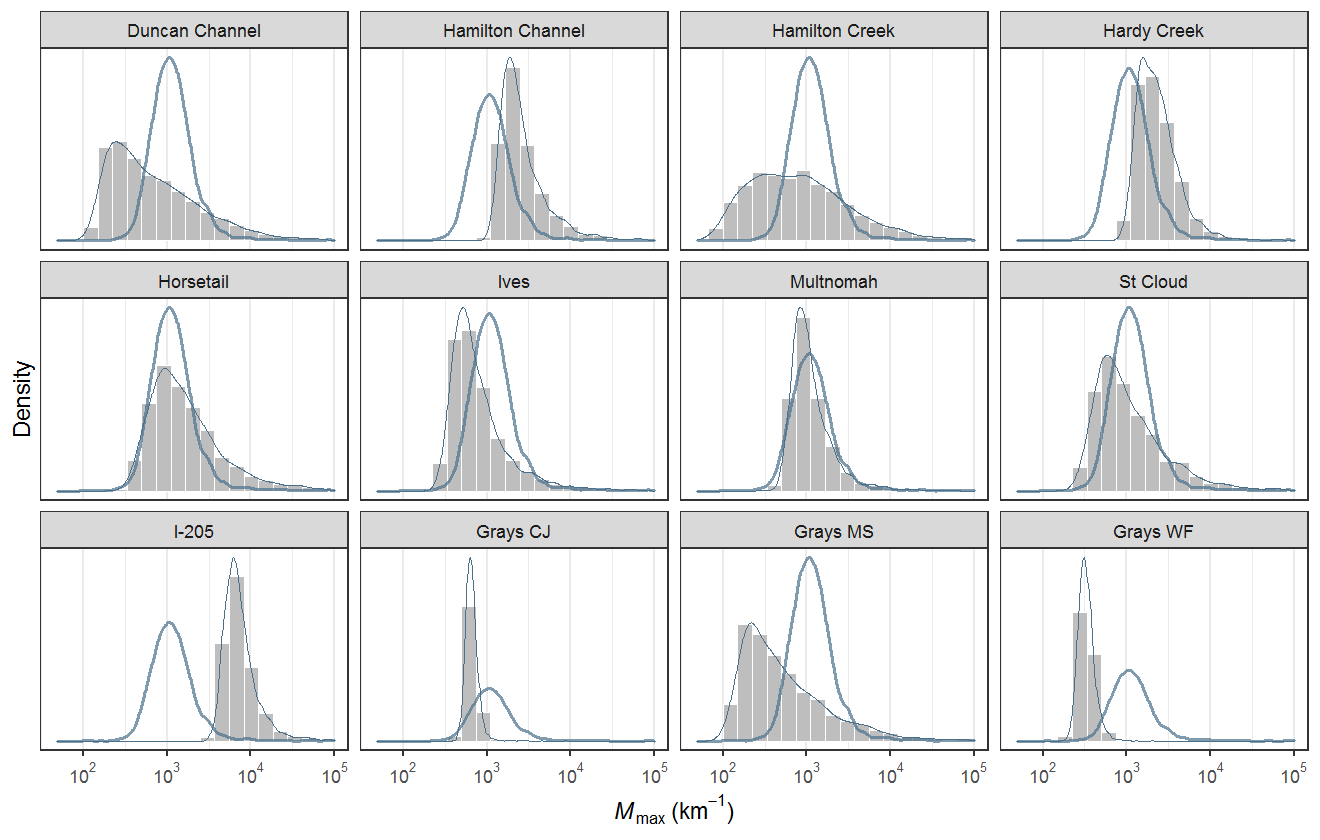 Duncan Channel Hamilton Channel Hamilton Creek Hardy Creek
Horsetail Ives Multnomah St Cloud
Density
I-205 Grays CJ Grays MS Grays WF
10² 10³ 10⁴ 10⁵ 10² 10³ 10⁴ 10⁵ 10² 10³ 10⁴ 10⁵ 10² 10³ 10⁴ 10⁵
M max (km⁻¹)